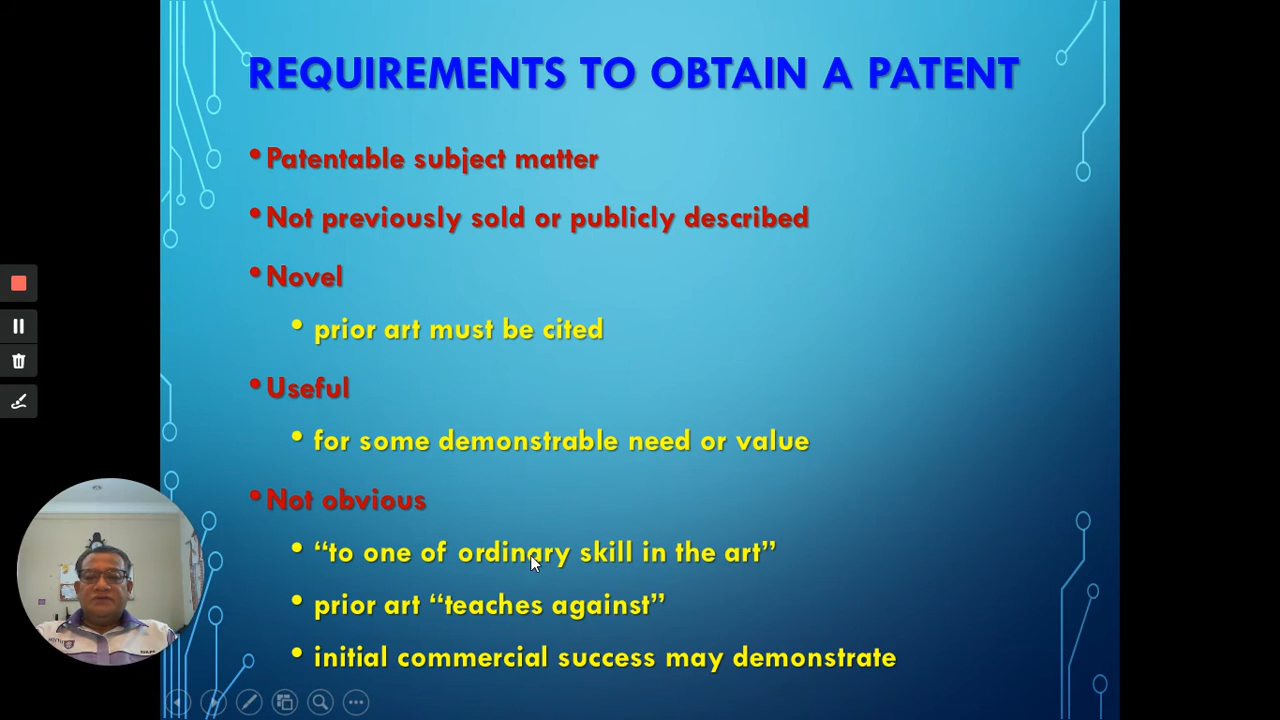 REQUIREMENTS TO OBTAIN A PATENT
• Patentable subject matter
• Not previously sold or publicly described
• Novel
• prior art must be cited
• Useful
• for some demonstrable need or value
• Not obvious
• “to one of ordinary skill in the art”
• prior art “teaches against”
• initial commercial success may demonstrate